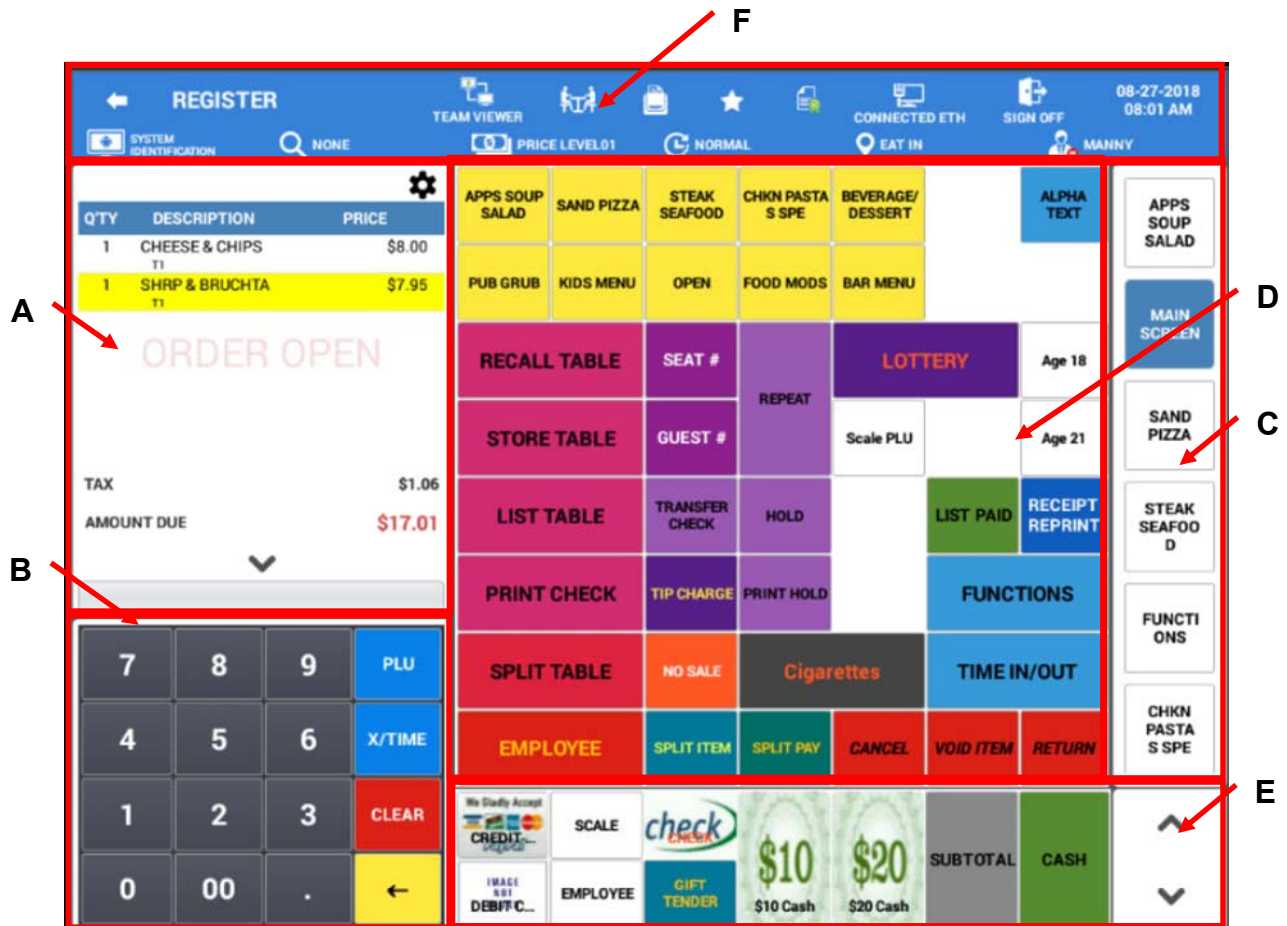 F
REGISTER
TEAM VIEWER
CONNECTED ETH
SIGN OFF
08-27-2018
08:01 AM
SYSTEM
IDENTIFICATION
NONE
PRICE LEVEL01
NORMAL
EAT IN
MANNY
A
Q'TY DESCRIPTION PRICE
1 CHEESE & CHIPS $8.00
T1
1 SHRP & BRUCHTA $7.95
T1
ORDER OPEN
TAX $1.06
AMOUNT DUE $17.01
B
7 8 9 PLU
4 5 6 X/TIME
1 2 3 CLEAR
0 00 . ←
APPS SOUP
SALAD
SAND PIZZA
STEAK
SEAFOOD
CHKN PASTA
S SPE
BEVERAGE/
DESSERT
ALPHA
TEXT
PUB GRUB
KIDS MENU
OPEN
FOOD MODS
BAR MENU
RECALL TABLE
SEAT #
REPEAT
LOTTERY
Age 18
STORE TABLE
GUEST #
Scale PLU
Age 21
LIST TABLE
TRANSFER
CHECK
HOLD
LIST PAID
RECEIPT
REPRINT
PRINT CHECK
TIP CHARGE
PRINT HOLD
FUNCTIONS
SPLIT TABLE
NO SALE
Cigarettes
TIME IN/OUT
EMPLOYEE
SPLIT ITEM
SPLIT PAY
CANCEL
VOID ITEM
RETURN
D
APPS
SOUP
SALAD
MAIN
SCREEN
SAND
PIZZA
C
STEAK
SEAFOO
D
FUNCTI
ONS
CHKN
PASTA
S SPE
We Gladly Accept
CREDIT...
SCALE
check
CHECK
$10
$10 Cash
$20
$20 Cash
SUBTOTAL
CASH
IMAGE
NOT
DEBIT C...
EMPLOYEE
GIFT
TENDER
E